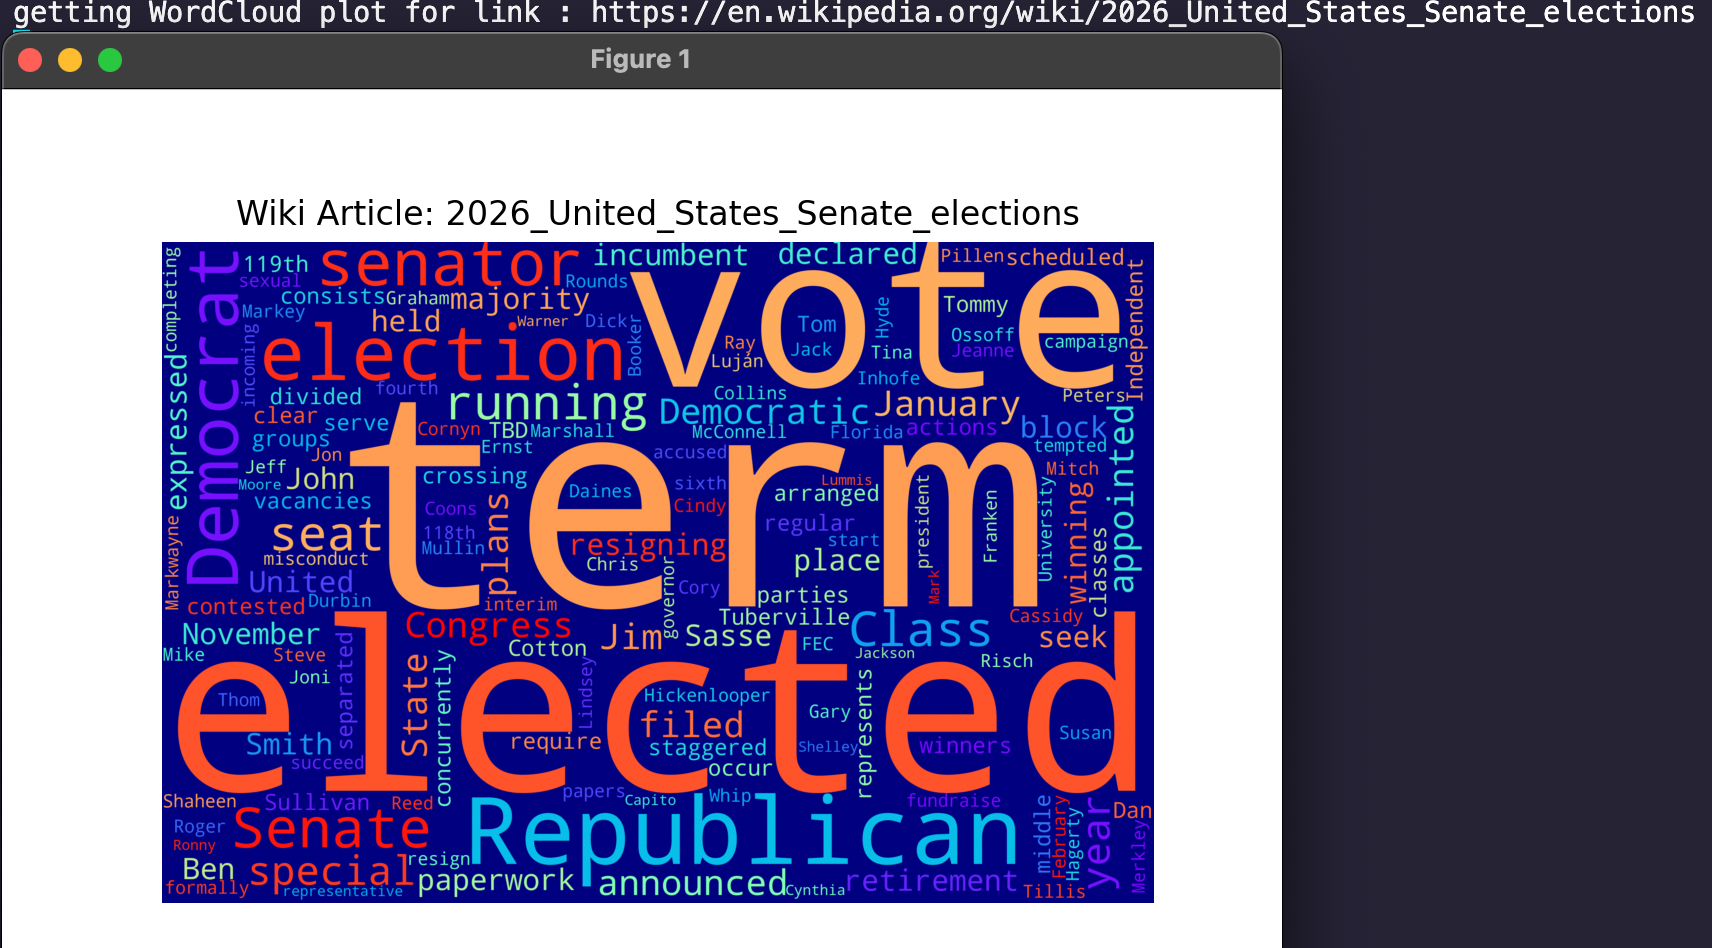 getting WordCloud plot for link : https://en.wikipedia.org/wiki/2026_United_States_Senate_elections
Figure 1
Wiki Article: 2026_United_States_Senate_elections
completing
Democrat
119th
senator
incumbent
declared
Pillen
scheduled
sexual
Rounds
vote
consists
Graham
majority
Markey
held
Warner
Dick
Booker
Tom
Hyde
Tommy
Independent
incoming
election
Ray
Jack
Tina
Ossoff
campaign
Luján
Jeanne
Inhofe
expressed
fourth
divided
running
Collins
Peters
Democratic
January
clear
serve
Cornyn
TBD
Marshall
McConnell
Florida
actions
block
appointed
groups
Ernst
tempted
Jon
accused
Jeff
John
term
crossing
Mitch
Moore
Daines
sixth
Lummis
arranged
vacancies
Cindy
president
Franken
University
winning
plans
Coons
regular
Markwayne
seat
118th
start
classes
Mullin
resigning
misconduct
Chris
place
United
governor
Cory
Mark
contested
Durbin
interim
parties
Tuberville
Cassidy
November
Congress
Jim
Sasse
FEC
Class
seek
Mike
Steve
separated
Cotton
Jackson
Risch
State
concurrently
Lindsey
Joni
elected
Thom
Hickenlooper
Gary
represents
filed
Susan
Smith
require
staggered
Shelley
winners
succeed
occur
Shaheen
Sullivan
Reed
papers
Capito
Whip
fundraise
middle
February
Hagerty
year
Dan
Merkley
Roger
Senate
Republican
Ronny
Ben
special
resign
paperwork
announced
Cynthia
retirement
formally
representative
Tillis